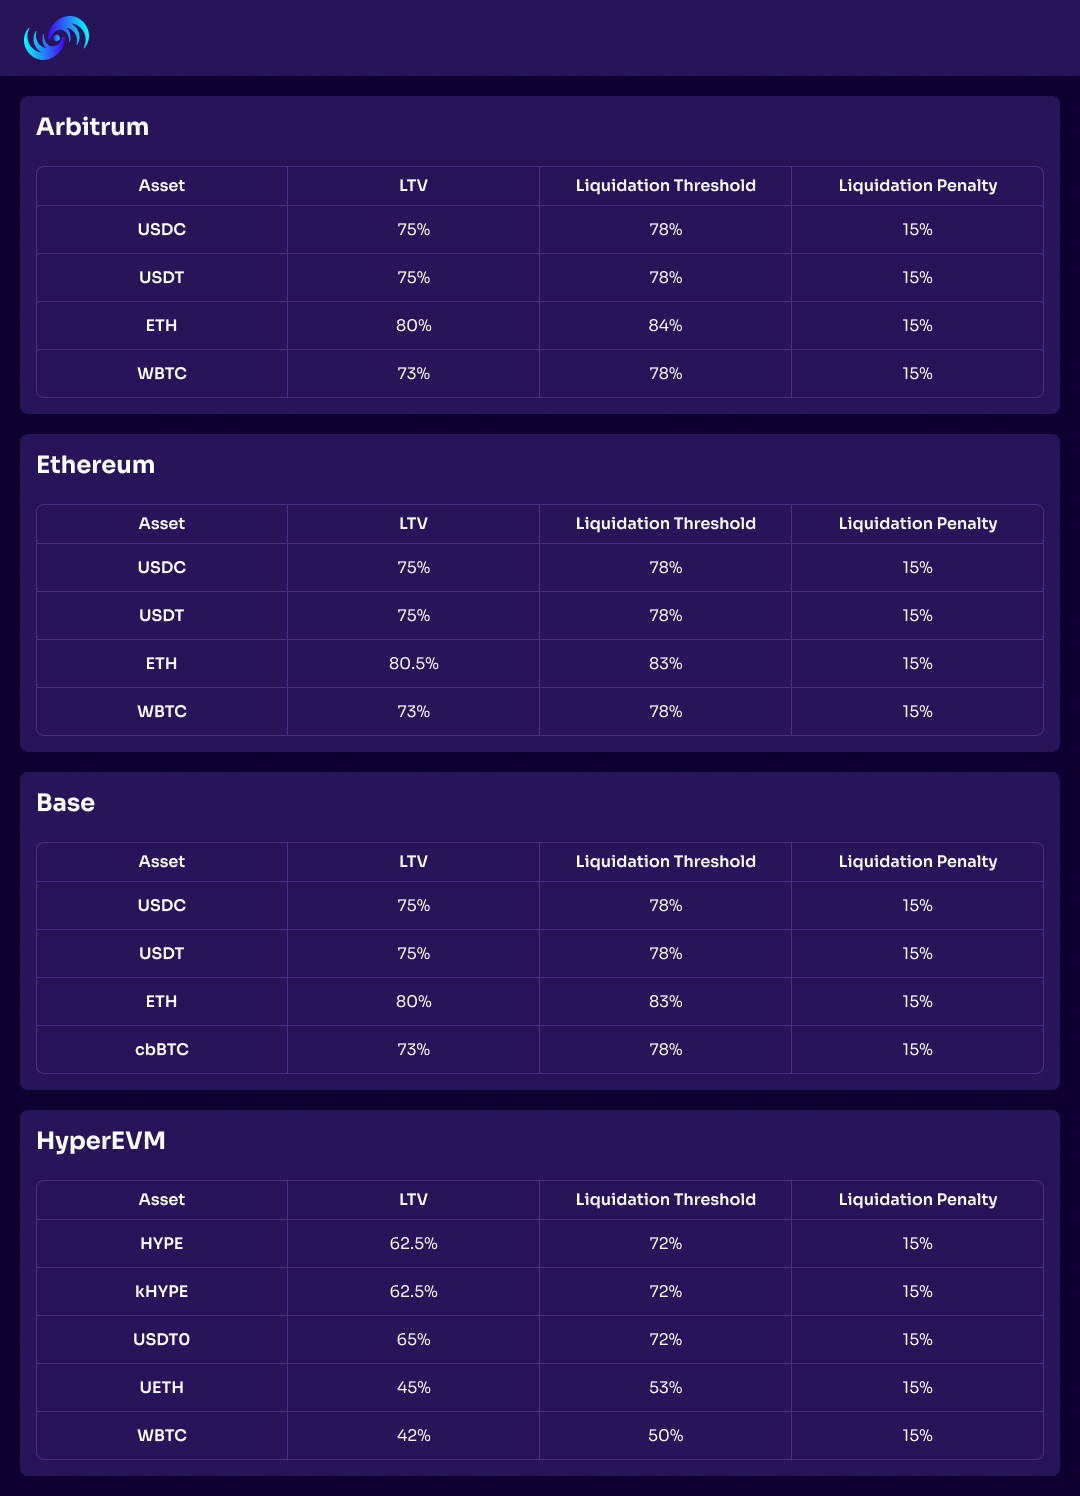 Arbitrum
Asset LTV Liquidation Threshold Liquidation Penalty
USDC 75% 78% 15%
USDT 75% 78% 15%
ETH 80% 84% 15%
WBTC 73% 78% 15%
Ethereum
Asset LTV Liquidation Threshold Liquidation Penalty
USDC 75% 78% 15%
USDT 75% 78% 15%
ETH 80.5% 83% 15%
WBTC 73% 78% 15%
Base
Asset LTV Liquidation Threshold Liquidation Penalty
USDC 75% 78% 15%
USDT 75% 78% 15%
ETH 80% 83% 15%
cbBTC 73% 78% 15%
HyperEVM
Asset LTV Liquidation Threshold Liquidation Penalty
HYPE 62.5% 72% 15%
kHYPE 62.5% 72% 15%
USDT0 65% 72% 15%
UETH 45% 53% 15%
WBTC 42% 50% 15%